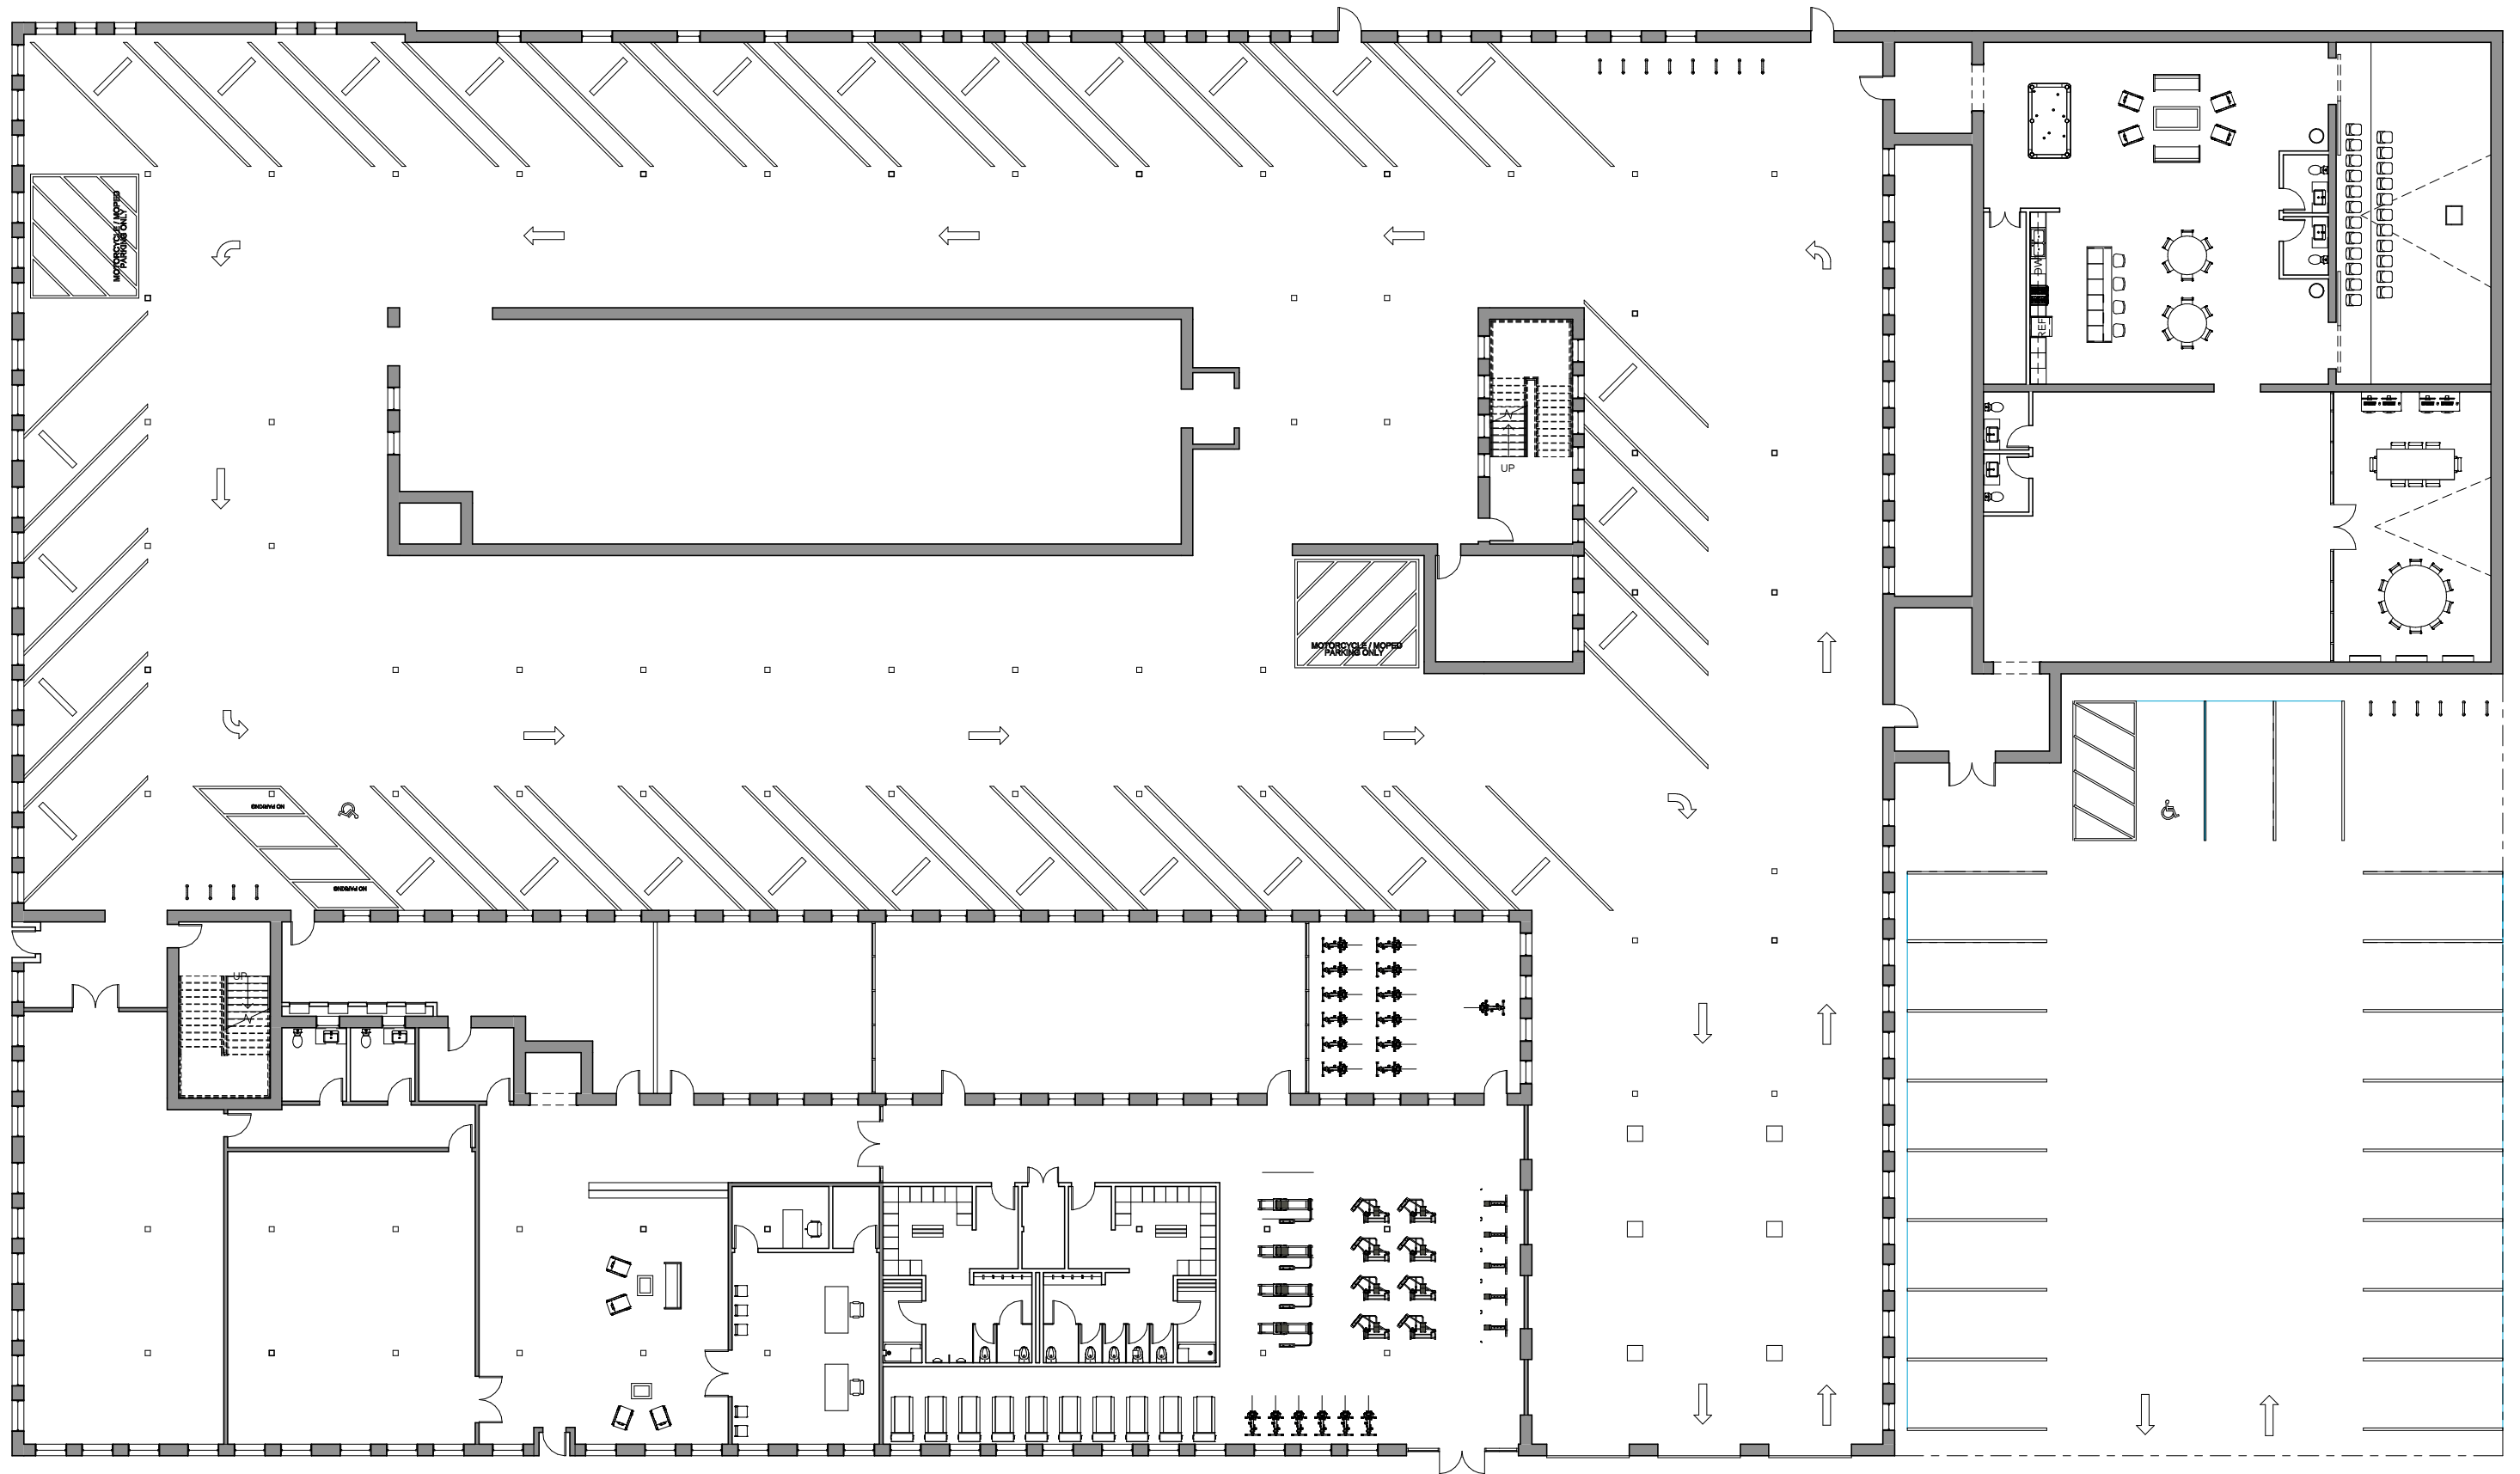 MOTORCYCLE / MOPED
PARKING ONLY
DW
REF
UP
MOTORCYCLE / MOPED
PARKING ONLY
NO PARKING
NO PARKING
UP